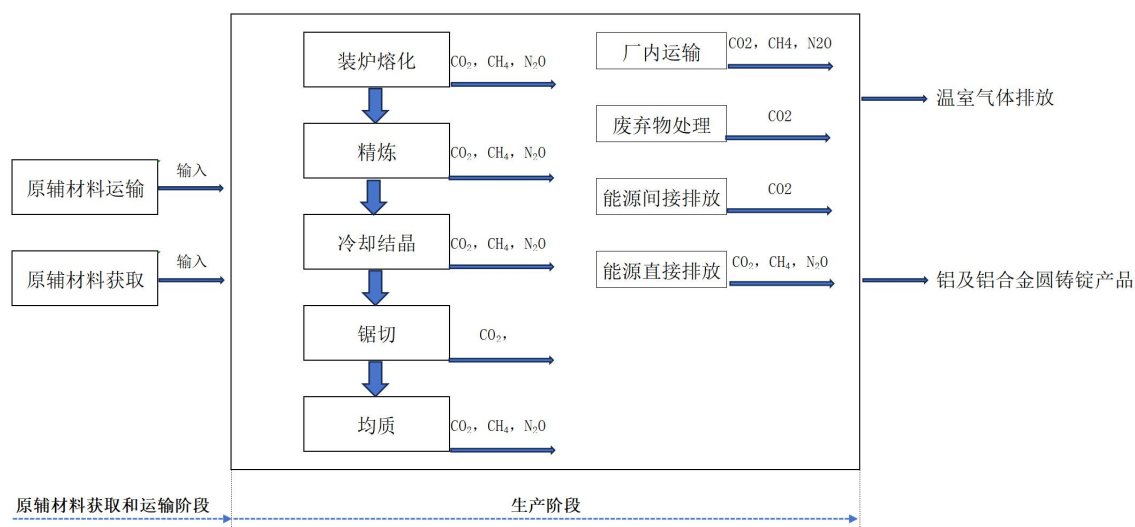 装炉熔化
CO₂，CH₄，N₂O
精炼
CO₂，CH₄，N₂O
冷却结晶
CO₂，CH₄，N₂O
锯切
CO₂，
均质
CO₂，CH₄，N₂O
厂内运输
CO2，CH4，N2O
废弃物处理
CO2
能源间接排放
CO2
能源直接排放
CO₂，CH₄，N₂O
原辅材料运输
输入
原辅材料获取
输入
温室气体排放
铝及铝合金圆铸锭产品
原辅材料获取和运输阶段
生产阶段